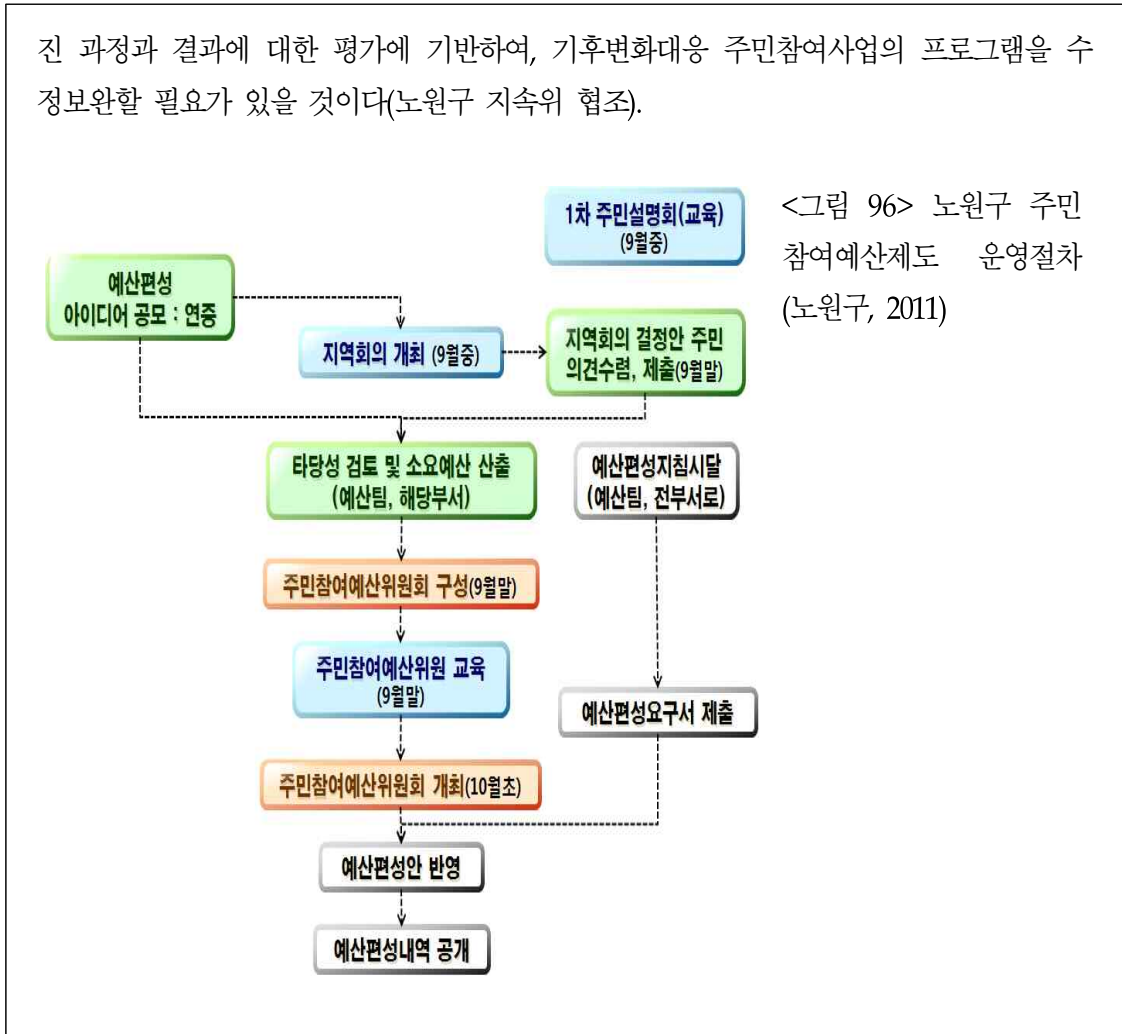 진 과정과 결과에 대한 평가에 기반하여, 기후변화대응 주민참여사업의 프로그램을 수
정보완할 필요가 있을 것이다(노원구 지속위 협조).
1차 주민설명회(교육)
(9월중)
<그림 96> 노원구 주민
참여예산제도 운영절차
(노원구, 2011)
예산편성
아이디어 공모 : 연중
지역회의 개최 (9월중)
지역회의 결정안 주민
의견수렴, 제출(9월말)
타당성 검토 및 소요예산 산출
(예산팀, 해당부서)
예산편성지침시달
(예산팀, 전부서로)
주민참여예산위원회 구성(9월말)
주민참여예산위원 교육
(9월말)
예산편성요구서 제출
주민참여예산위원회 개최(10월초)
예산편성안 반영
예산편성내역 공개